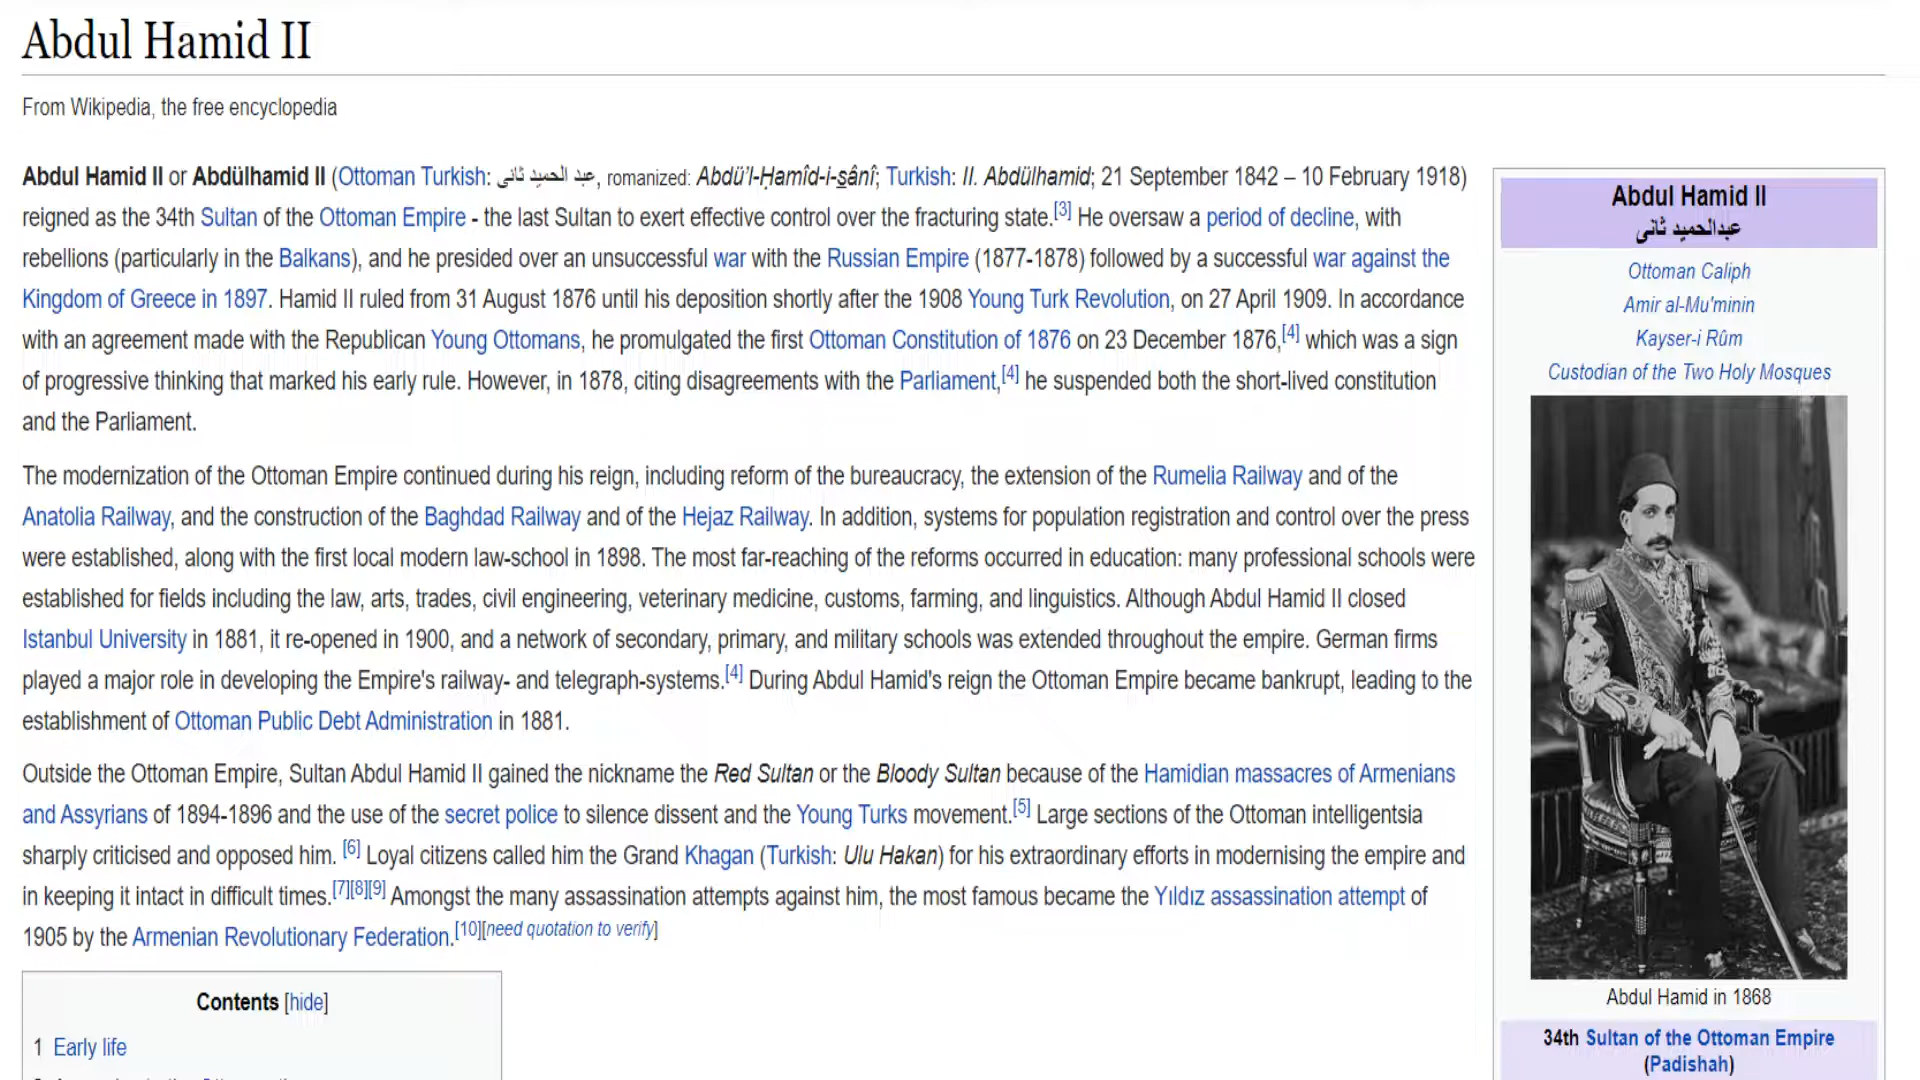 Abdul Hamid II
From Wikipedia, the free encyclopedia
Abdul Hamid II or Abdülhamid II (Ottoman Turkish: عبد الحميد ثانی, romanized: Abdü’l-Ḥamîd-i-s̱ânî; Turkish: II. Abdülhamid; 21 September 1842 – 10 February 1918)
reigned as the 34th Sultan of the Ottoman Empire - the last Sultan to exert effective control over the fracturing state.[3] He oversaw a period of decline, with
rebellions (particularly in the Balkans), and he presided over an unsuccessful war with the Russian Empire (1877-1878) followed by a successful war against the
Kingdom of Greece in 1897. Hamid II ruled from 31 August 1876 until his deposition shortly after the 1908 Young Turk Revolution, on 27 April 1909. In accordance
with an agreement made with the Republican Young Ottomans, he promulgated the first Ottoman Constitution of 1876 on 23 December 1876,[4] which was a sign
of progressive thinking that marked his early rule. However, in 1878, citing disagreements with the Parliament,[4] he suspended both the short-lived constitution
and the Parliament.
The modernization of the Ottoman Empire continued during his reign, including reform of the bureaucracy, the extension of the Rumelia Railway and of the
Anatolia Railway, and the construction of the Baghdad Railway and of the Hejaz Railway. In addition, systems for population registration and control over the press
were established, along with the first local modern law-school in 1898. The most far-reaching of the reforms occurred in education: many professional schools were
established for fields including the law, arts, trades, civil engineering, veterinary medicine, customs, farming, and linguistics. Although Abdul Hamid II closed
Istanbul University in 1881, it re-opened in 1900, and a network of secondary, primary, and military schools was extended throughout the empire. German firms
played a major role in developing the Empire's railway- and telegraph-systems.[4] During Abdul Hamid's reign the Ottoman Empire became bankrupt, leading to the
establishment of Ottoman Public Debt Administration in 1881.
Outside the Ottoman Empire, Sultan Abdul Hamid II gained the nickname the Red Sultan or the Bloody Sultan because of the Hamidian massacres of Armenians
and Assyrians of 1894-1896 and the use of the secret police to silence dissent and the Young Turks movement.[5] Large sections of the Ottoman intelligentsia
sharply criticised and opposed him. [6] Loyal citizens called him the Grand Khagan (Turkish: Ulu Hakan) for his extraordinary efforts in modernising the empire and
in keeping it intact in difficult times.[7][8][9] Amongst the many assassination attempts against him, the most famous became the Yıldız assassination attempt of
1905 by the Armenian Revolutionary Federation.[10][need quotation to verify]
Contents [hide]
1 Early life
Abdul Hamid II
عبدالحمید ثانی
Ottoman Caliph
Amir al-Mu'minin
Kayser-i Rûm
Custodian of the Two Holy Mosques
Abdul Hamid in 1868
34th Sultan of the Ottoman Empire
(Padishah)